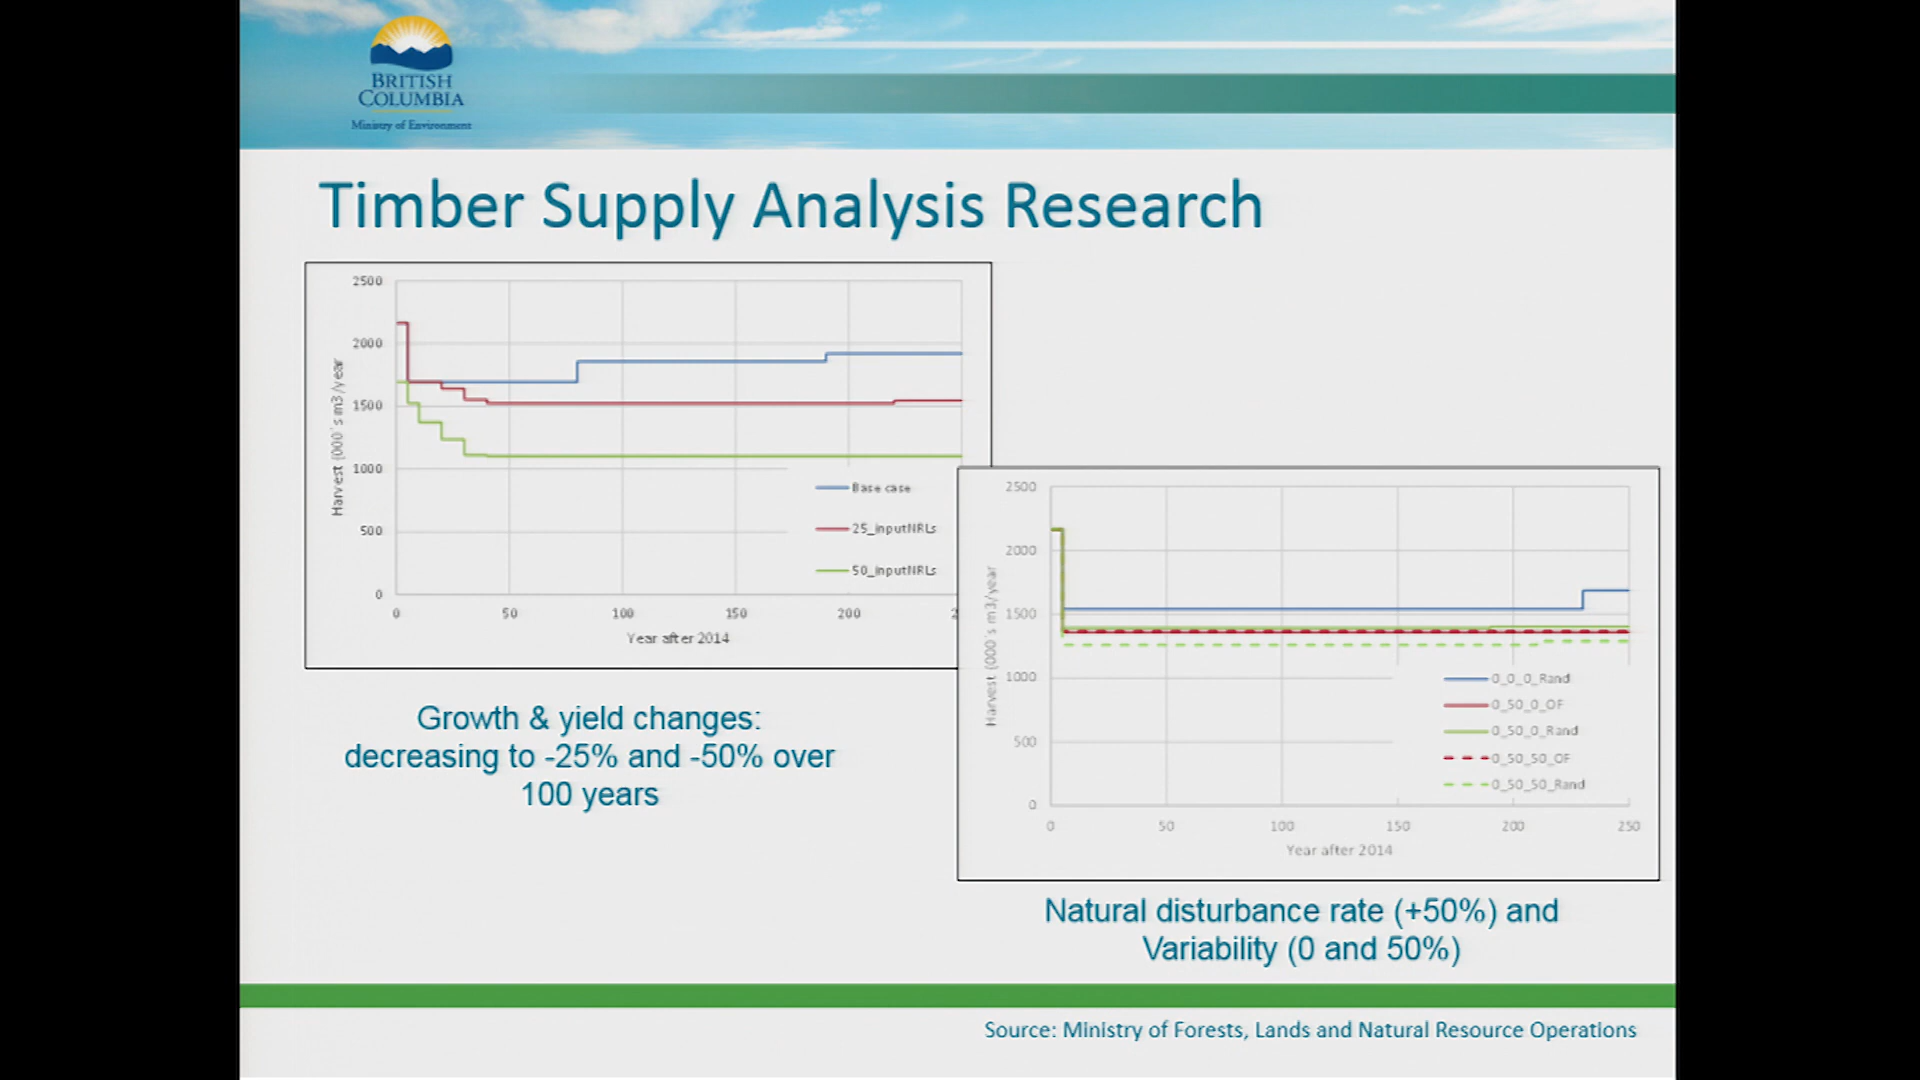 BRITISH
COLUMBIA
Ministry of Environment
Timber Supply Analysis Research
2500
2000
1500
1000
500
0
Harvest (000's m3/year
0 50 100 150 200 2
Year after 2014
Base case
25_inputNRLs
50_inputNRLs
Growth & yield changes:
decreasing to -25% and -50% over
100 years
2500
2000
1500
1000
500
0
Harvest (000's m3/year
0 50 100 150 200 250
Year after 2014
0_0_0_Rand
0_50_0_OF
0_50_0_Rand
0_50_50_OF
0_50_50_Rand
Natural disturbance rate (+50%) and
Variability (0 and 50%)
Source: Ministry of Forests, Lands and Natural Resource Operations